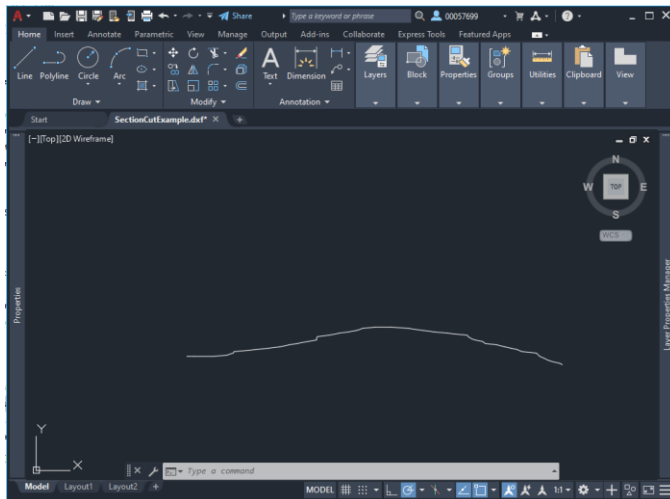 A Share Type a keyword or phrase 00057699
Home Insert Annotate Parametric View Manage Output Add-ins Collaborate Express Tools Featured Apps
Line Polyline Circle Arc Text Dimension Layers Block Properties Groups Utilities Clipboard View
Draw Modify Annotation
Start SectionCutExample.dxf*
[−][Top][2D Wireframe]
N
W TOP E
S
WCS
Properties
Layer Properties Manager
Y
X
Type a command
Model Layout1 Layout2 + MODEL 1:1